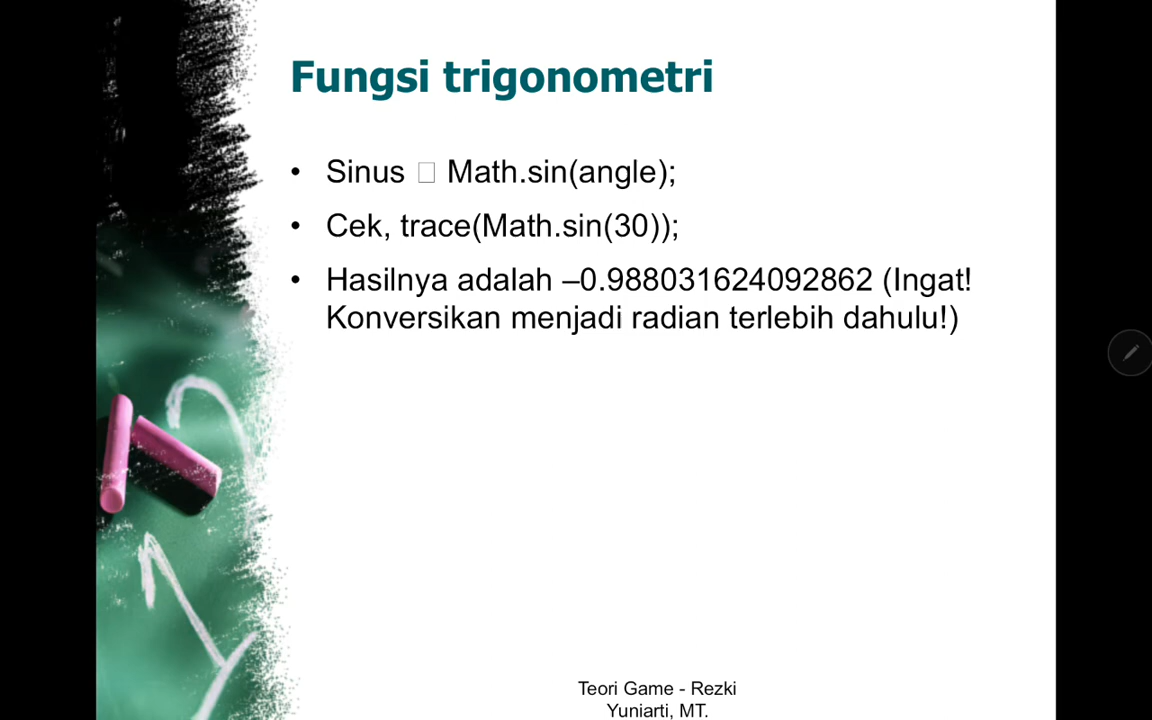 Fungsi trigonometri
• Sinus □ Math.sin(angle);
• Cek, trace(Math.sin(30));
• Hasilnya adalah –0.988031624092862 (Ingat!
Konversikan menjadi radian terlebih dahulu!)
Teori Game - Rezki
Yuniarti, MT.